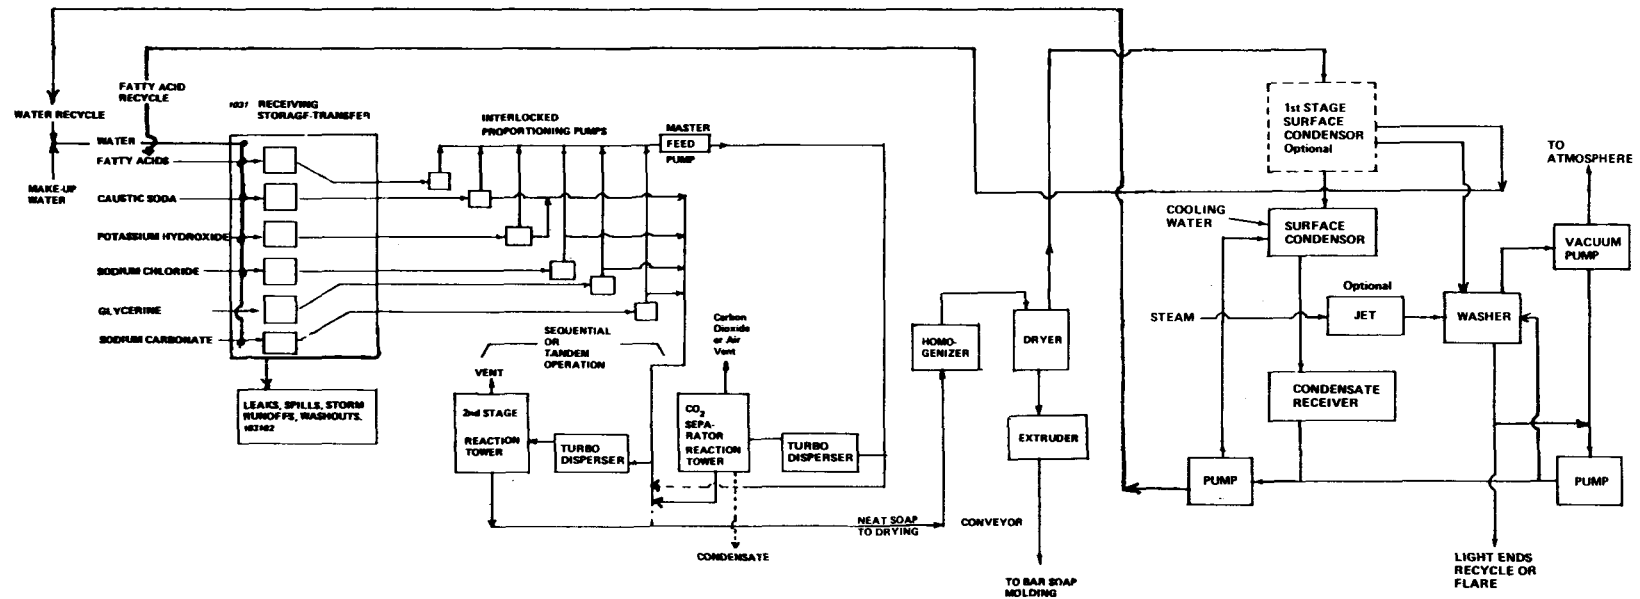 FATTY ACID
RECYCLE
WATER RECYCLE
MAKE-UP
WATER
1031 RECEIVING
STORAGE-TRANSFER
WATER
FATTY ACIDS
CAUSTIC SODA
POTASSIUM HYDROXIDE
SODIUM CHLORIDE
GLYCERINE
SODIUM CARBONATE
LEAKS, SPILLS, STORM
RUNOFFS, WASHOUTS.
103102
INTERLOCKED
PROPORTIONING PUMPS
MASTER
FEED
PUMP
SEQUENTIAL
OR
TANDEM
OPERATION
VENT
2nd STAGE
REACTION
TOWER
TURBO
DISPERSER
Carbon
Dioxide
or Air
Vent
CO2
SEPA-
RATOR
REACTION
TOWER
TURBO
DISPERSER
CONDENSATE
NEAT SOAP
TO DRYING
HOMO-
GENIZER
DRYER
EXTRUDER
CONVEYOR
TO BAR SOAP
MOLDING
1st STAGE
SURFACE
CONDENSOR
Optional
COOLING
WATER
SURFACE
CONDENSOR
STEAM
Optional
JET
WASHER
TO
ATMOSPHERE
VACUUM
PUMP
CONDENSATE
RECEIVER
PUMP
PUMP
LIGHT ENDS
RECYCLE OR
FLARE